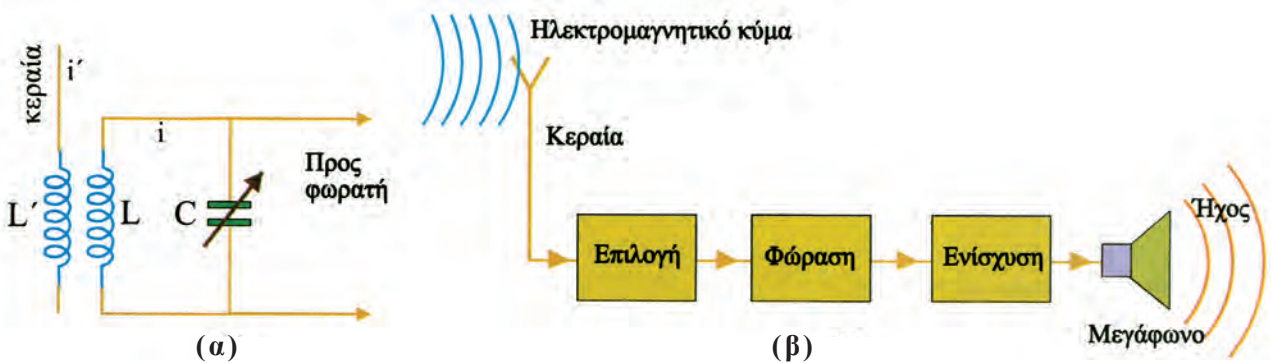 κεραία
i´
i
L´
L
C
Προς
φωρατή
(α)
Ηλεκτρομαγνητικό κύμα
Κεραία
Επιλογή
Φώραση
Ενίσχυση
Ήχος
Μεγάφωνο
(β)